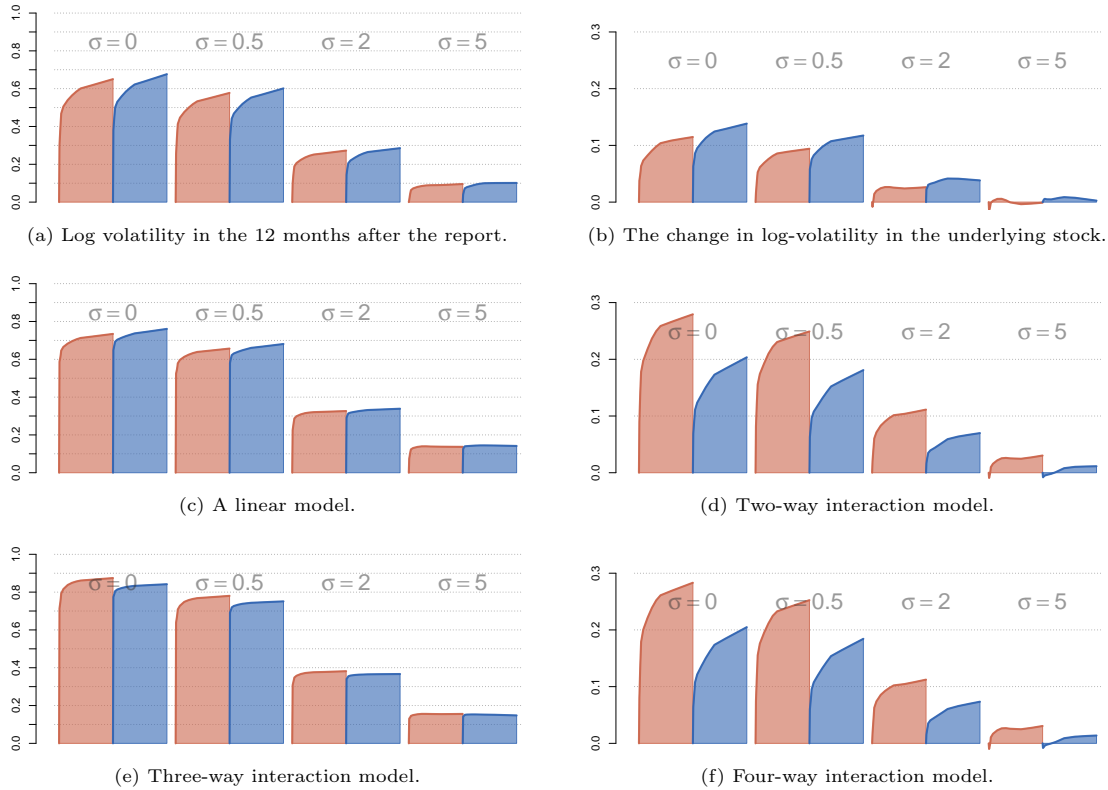 1.0
0.8
0.6
0.4
0.2
0.0
σ = 0 σ = 0.5 σ = 2 σ = 5
(a) Log volatility in the 12 months after the report.
0.3
0.2
0.1
0.0
σ = 0 σ = 0.5 σ = 2 σ = 5
(b) The change in log-volatility in the underlying stock.
1.0
0.8
0.6
0.4
0.2
0.0
σ = 0 σ = 0.5 σ = 2 σ = 5
(c) A linear model.
0.3
0.2
0.1
0.0
σ = 0 σ = 0.5 σ = 2 σ = 5
(d) Two-way interaction model.
1.0
0.8
0.6
0.4
0.2
0.0
σ = 0 σ = 0.5 σ = 2 σ = 5
(e) Three-way interaction model.
0.3
0.2
0.1
0.0
σ = 0 σ = 0.5 σ = 2 σ = 5
(f) Four-way interaction model.